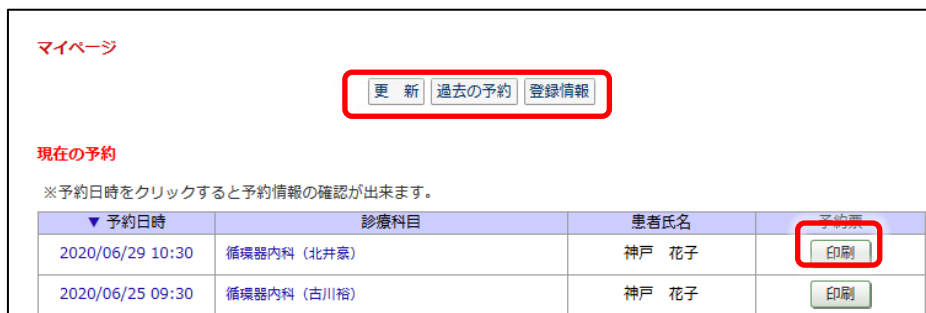 マイページ
更　新 過去の予約 登録情報
現在の予約
※予約日時をクリックすると予約情報の確認が出来ます。
▼ 予約日時 診療科目 患者氏名 予約票
2020/06/29 10:30 循環器内科（北井豪） 神戸　花子 印刷
2020/06/25 09:30 循環器内科（古川裕） 神戸　花子 印刷